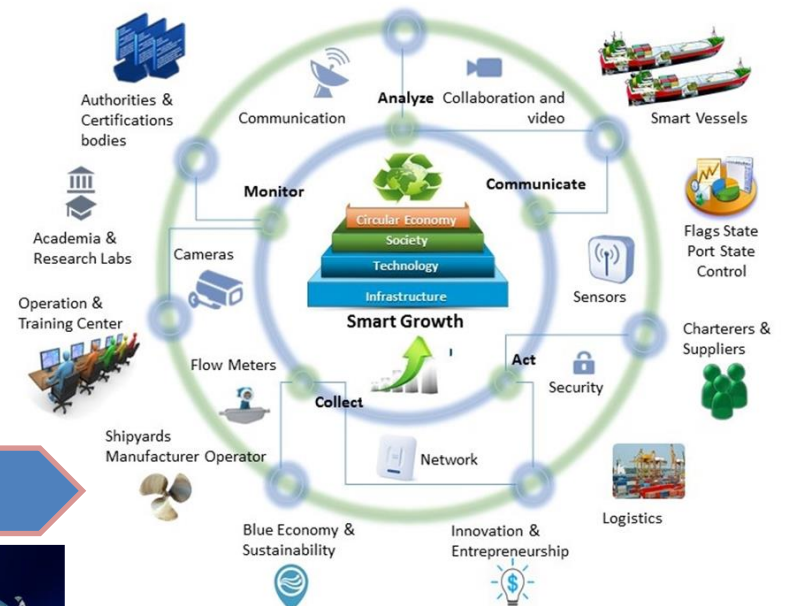 Authorities &
Certifications
bodies
Communication
Analyze
Collaboration and
video
Smart Vessels
Monitor
Communicate
Academia &
Research Labs
Cameras
Circular Economy
Society
Technology
Infrastructure
Smart Growth
Flags State
Port State
Control
Sensors
Operation &
Training Center
Charterers &
Suppliers
Flow Meters
Act
Security
Collect
Shipyards
Manufacturer Operator
Network
Logistics
Blue Economy &
Sustainability
Innovation &
Entrepreneurship
$